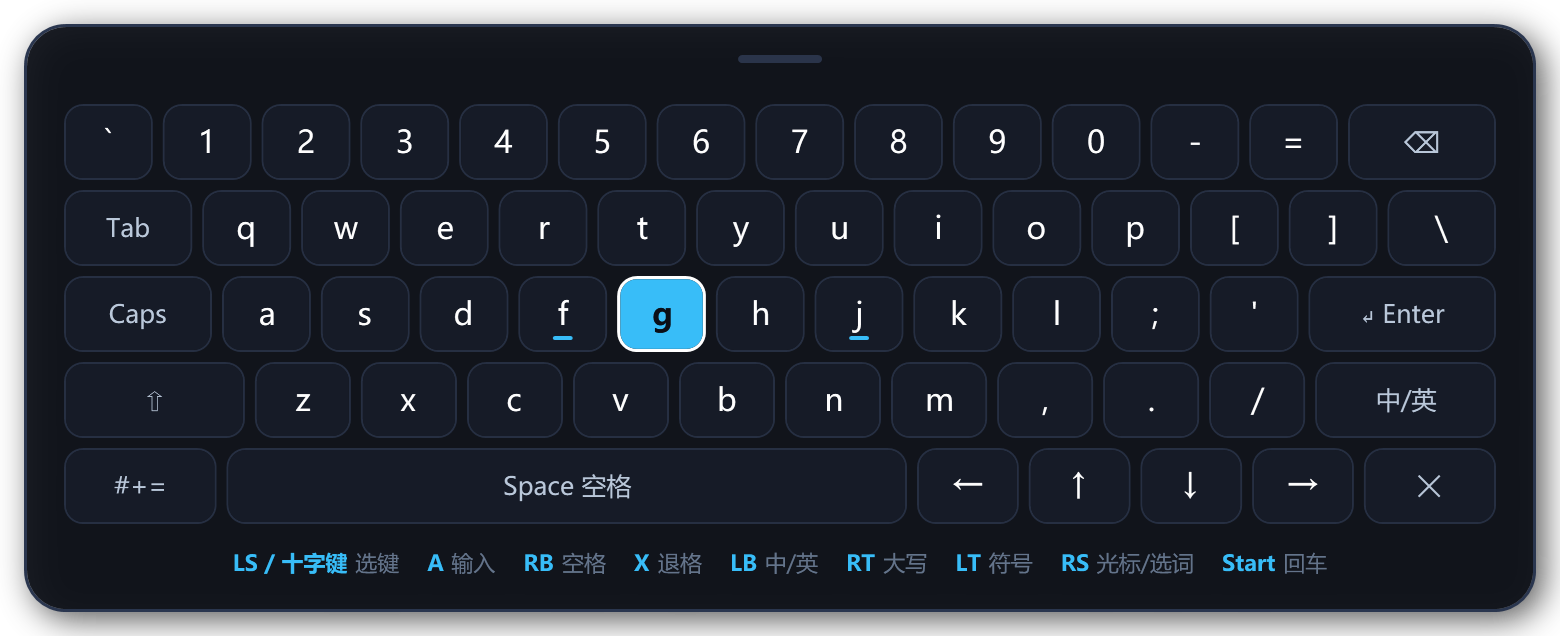 ` 1 2 3 4 5 6 7 8 9 0 - = ⌫
Tab q w e r t y u i o p [ ] \
Caps a s d f g h j k l ; ' ↲ Enter
⇧ z x c v b n m , . / 中/英
#+= Space 空格 ← ↑ ↓ → ×
LS / 十字键 选键 A 输入 RB 空格 X 退格 LB 中/英 RT 大写 LT 符号 RS 光标/选词 Start 回车